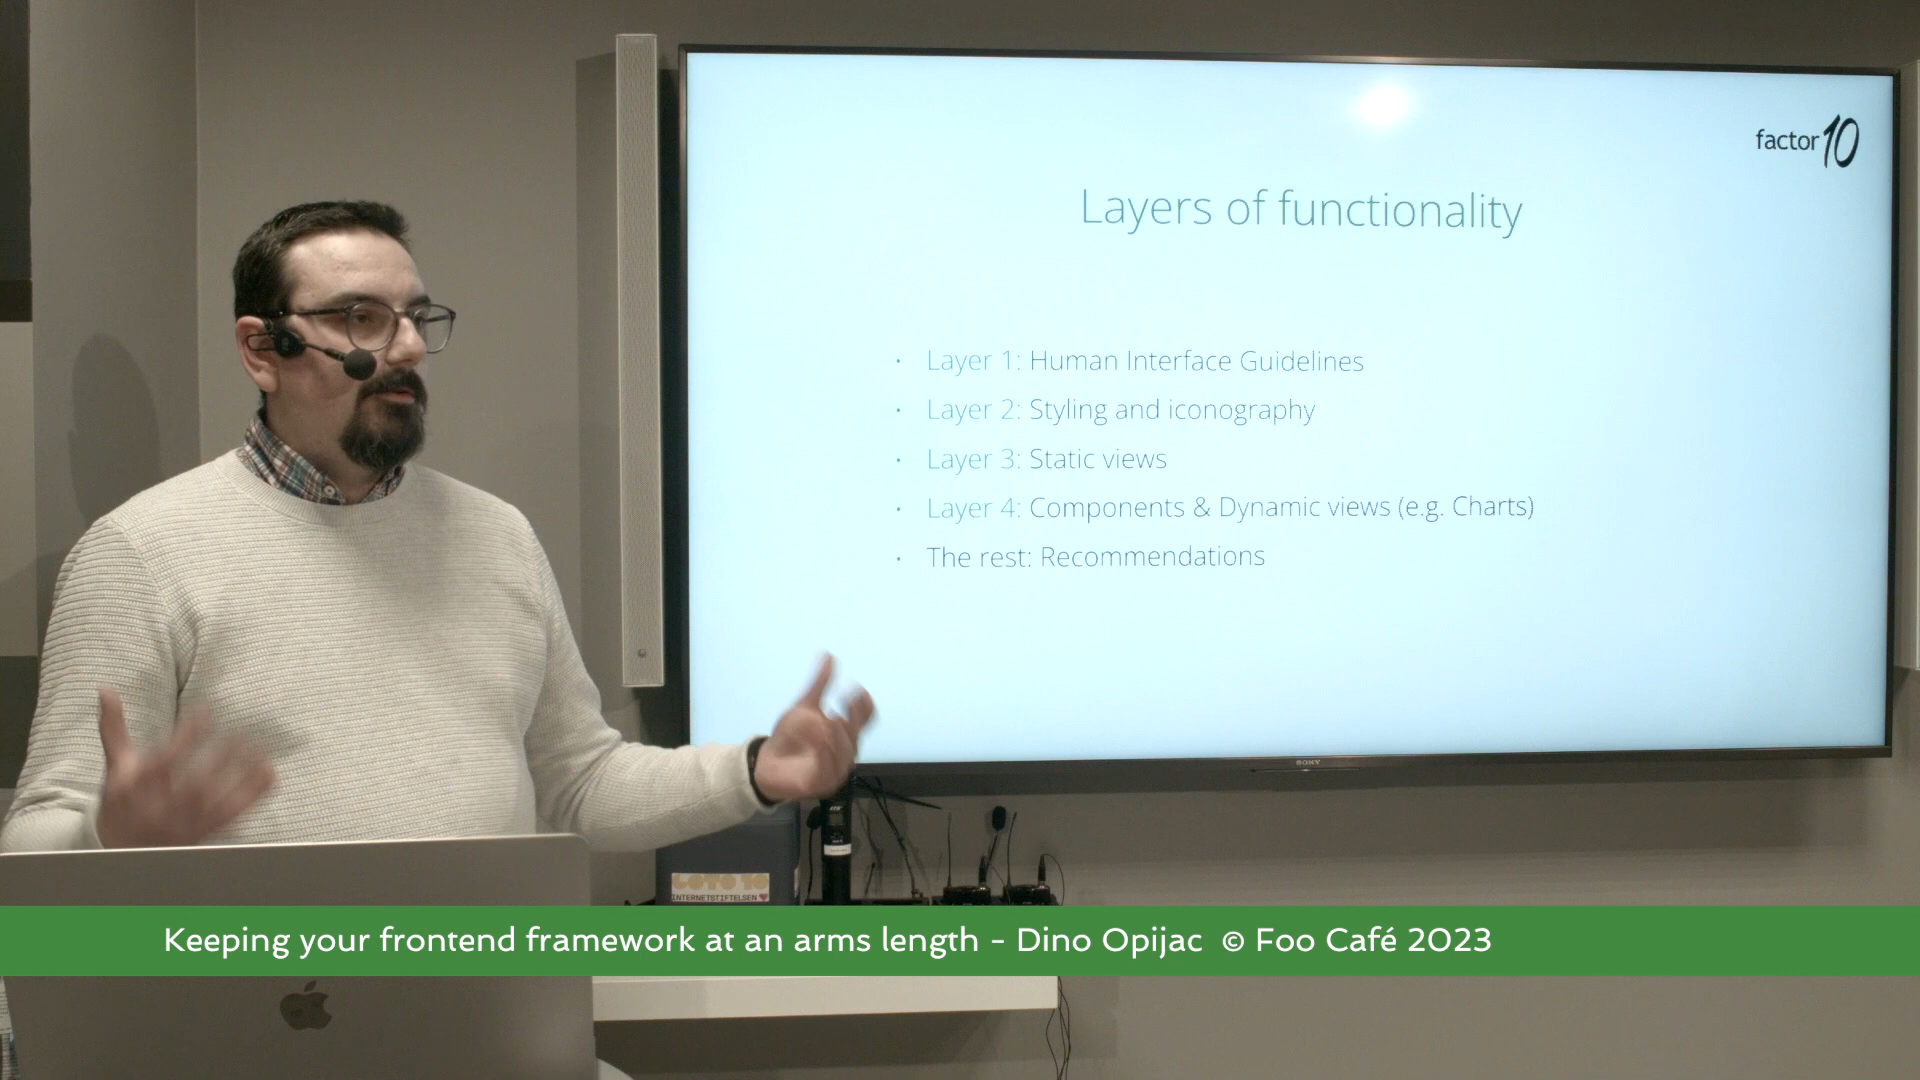 factor10
Layers of functionality
· Layer 1: Human Interface Guidelines
· Layer 2: Styling and iconography
· Layer 3: Static views
· Layer 4: Components & Dynamic views (e.g. Charts)
· The rest: Recommendations
SONY
INTERNETSTIFTELSEN
Keeping your frontend framework at an arms length - Dino Opijac © Foo Café 2023